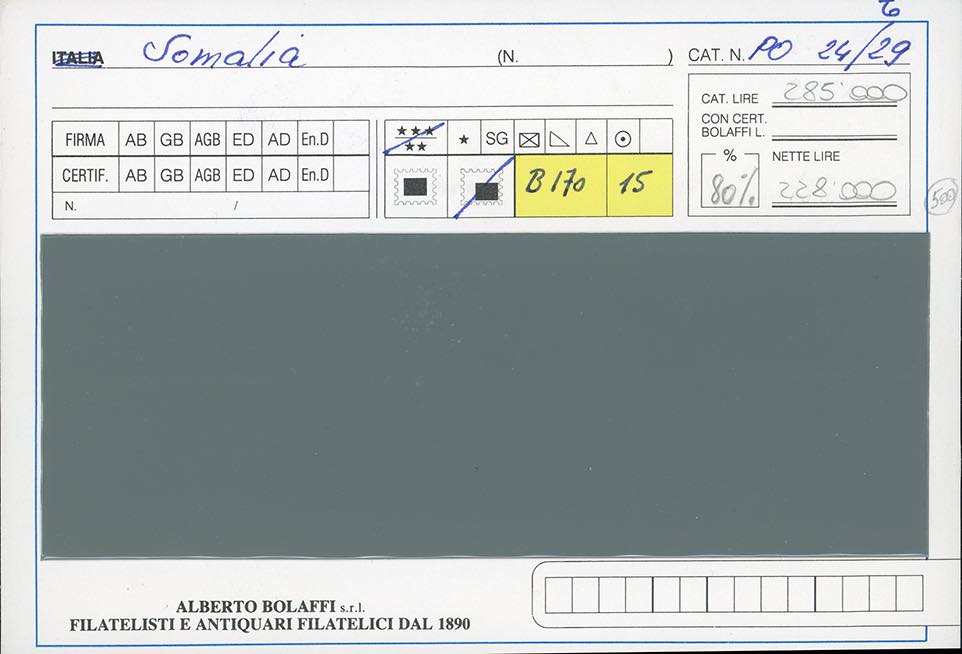 ITALIA Somalia (N. ) CAT. N. PO 24/29
FIRMA AB GB AGB ED AD En.D
CERTIF. AB GB AGB ED AD En.D
N. /
★★★ ★★ ★ SG
B170 15
CAT. LIRE 285.000
CON CERT.
BOLAFFI L.
% NETTE LIRE
80% 228.000
500
ALBERTO BOLAFFI s.r.l.
FILATELISTI E ANTIQUARI FILATELICI DAL 1890